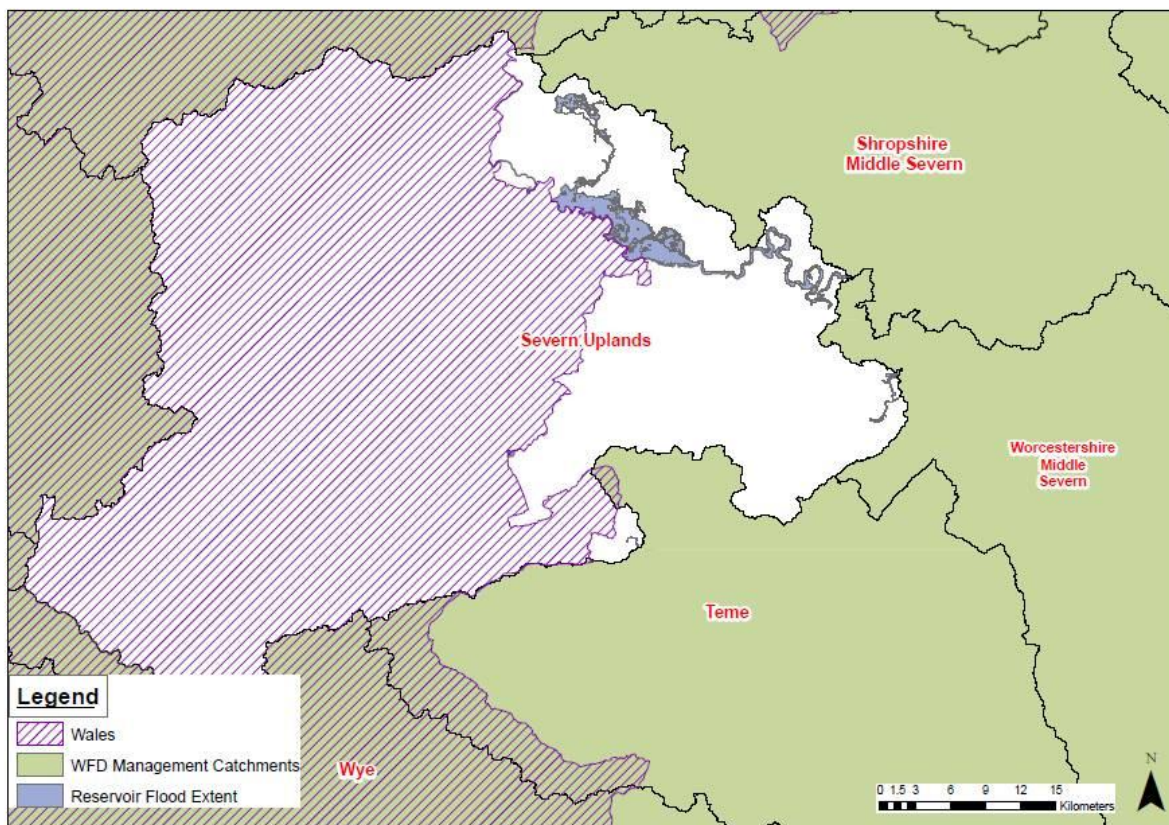 Shropshire
Middle Severn
Severn Uplands
Worcestershire
Middle
Severn
Teme
Wye
Legend
Wales
WFD Management Catchments
Reservoir Flood Extent
N
0 1.5 3 6 9 12 15
Kilometers